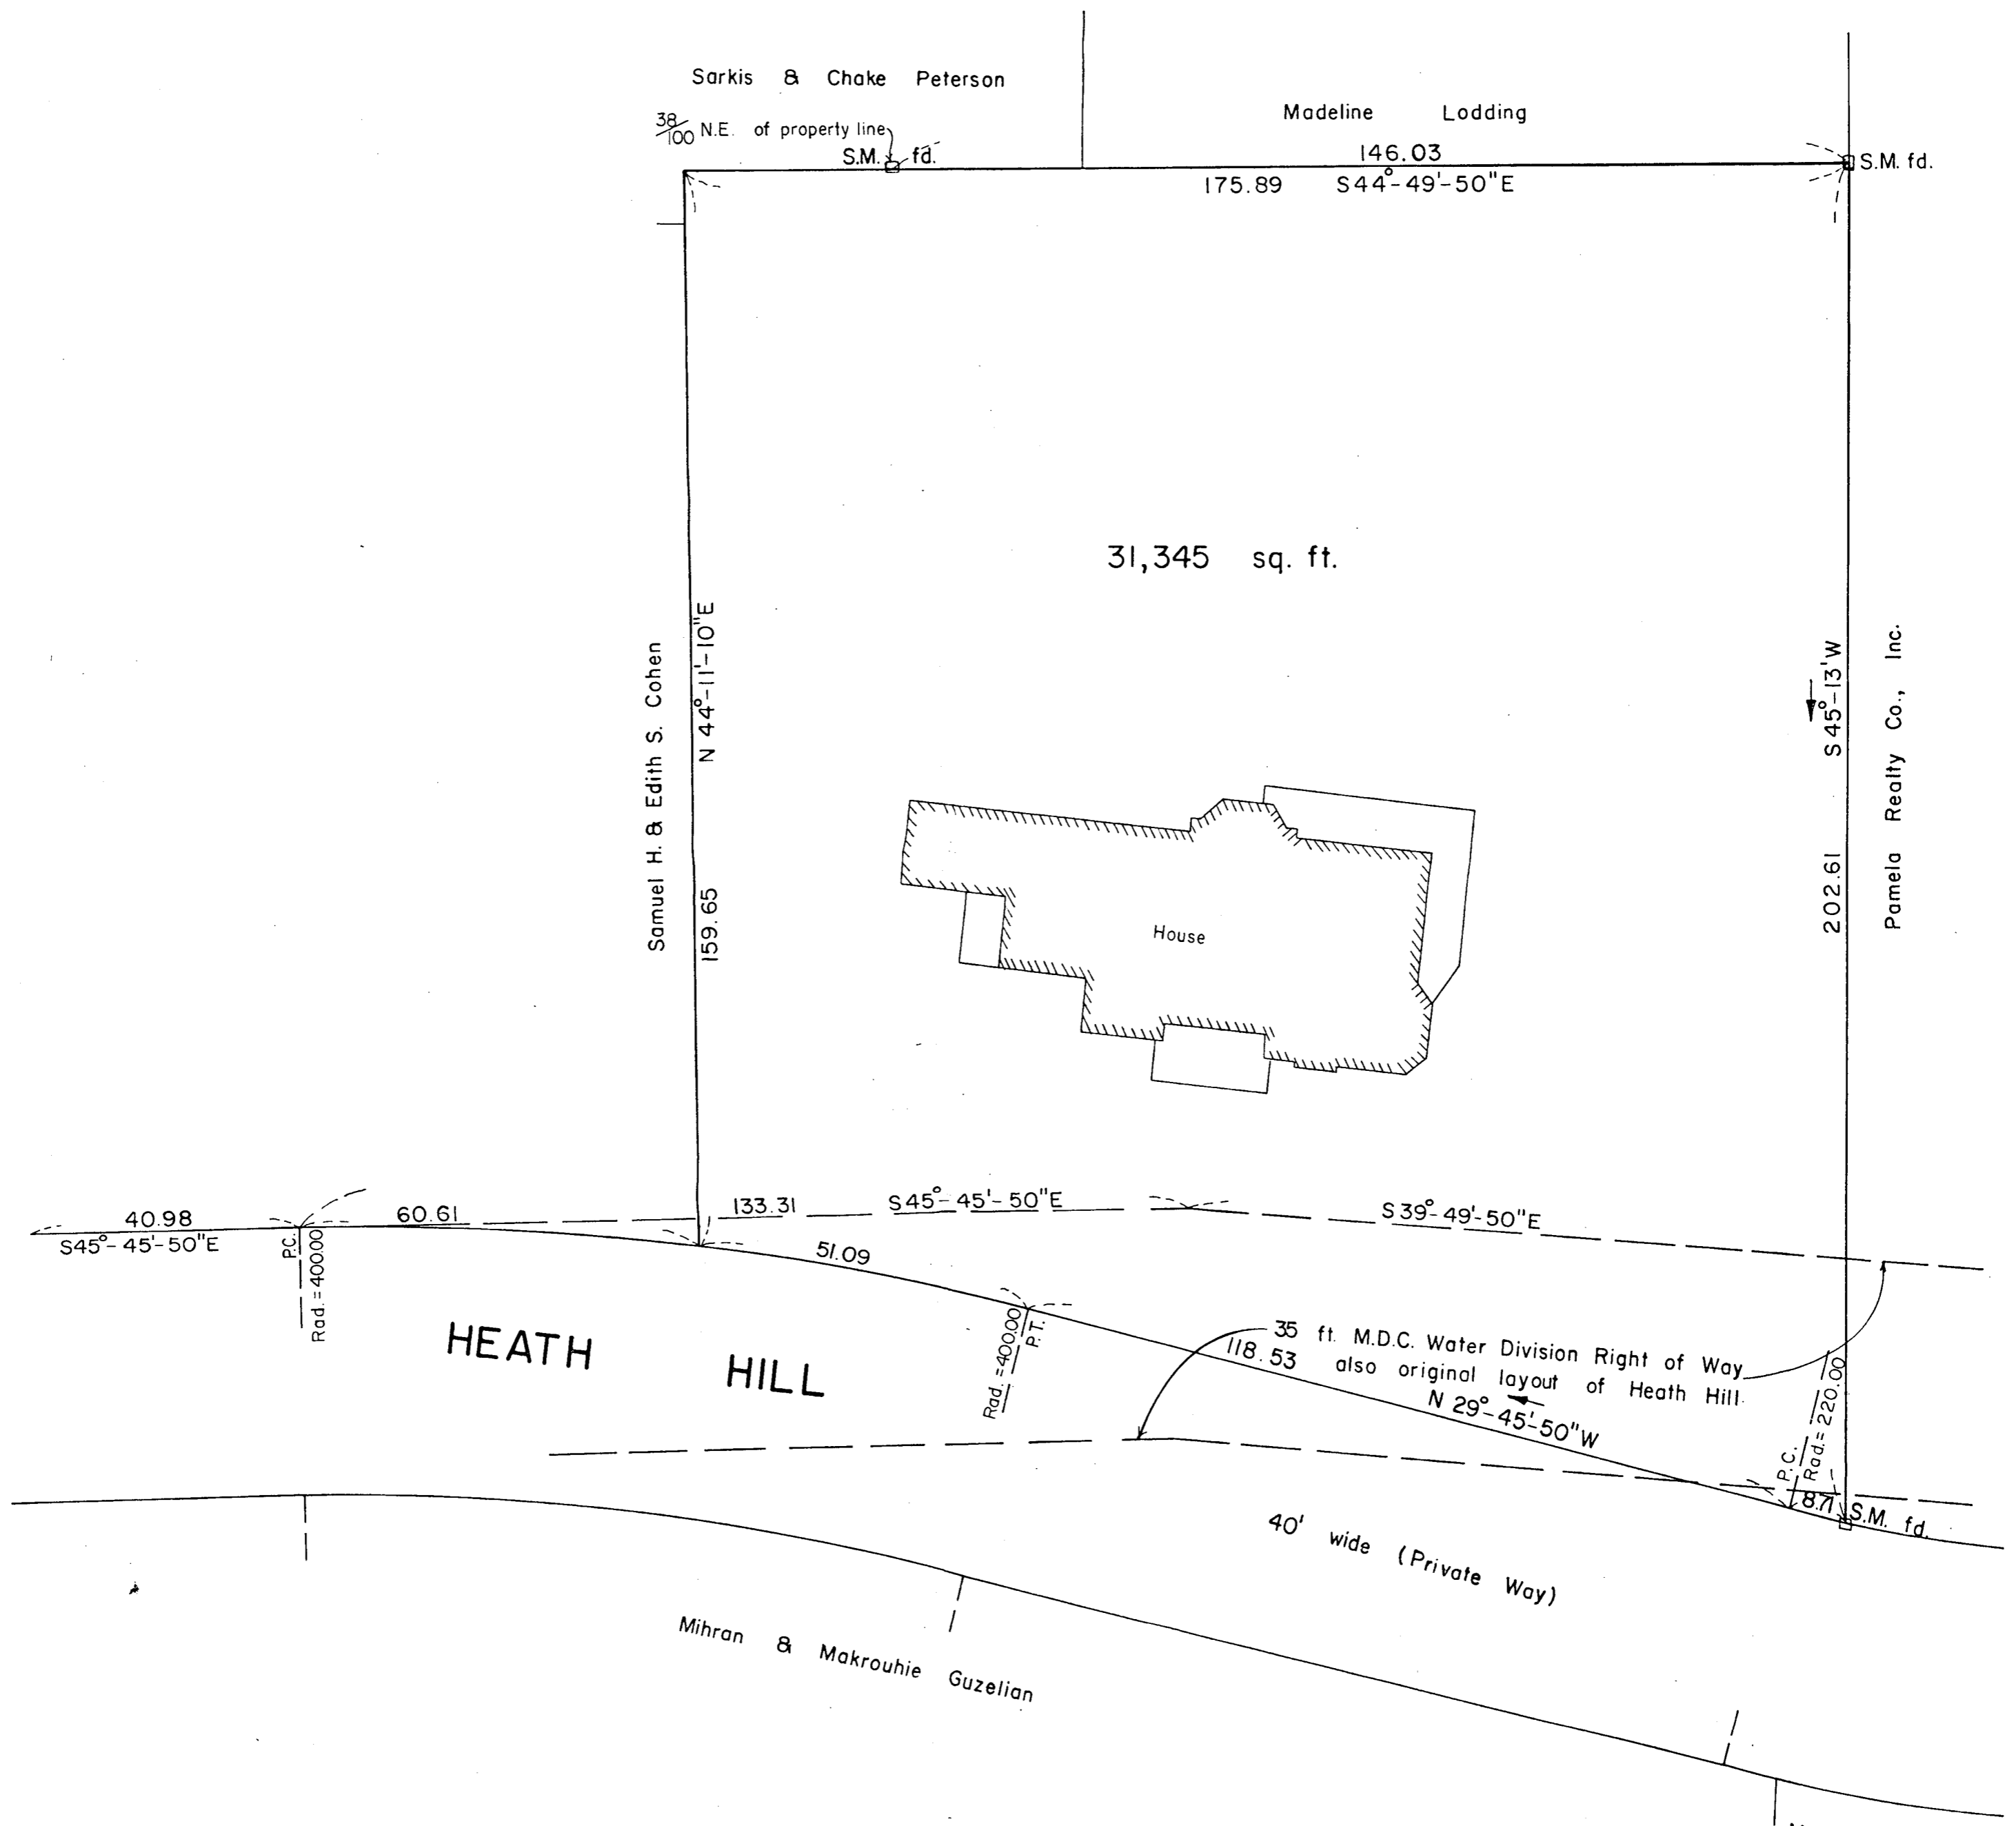 Sarkis & Chake Peterson
Madeline Lodding
38/100 N.E. of property line
S.M. fd.
146.03
S.M. fd.
175.89 S44°-49'-50"E
31,345 sq. ft.
Samuel H. & Edith S. Cohen
N 44°-11'-10"E
159.65
S45°-13'W
202.61
Pamela Realty Co., Inc.
House
40.98
S45°-45'-50"E
P.C.
Rad. = 400.00
60.61
133.31
S45°-45'-50"E
S39°-49'-50"E
51.09
Rad. = 400.00
P.T.
HEATH HILL
35 ft. M.D.C. Water Division Right of Way
also original layout of Heath Hill
118.53
N 29°-45'-50"W
P.C.
Rad. = 220.00
8.71
S.M. fd.
40' wide (Private Way)
Mihran & Makrouhie Guzelian